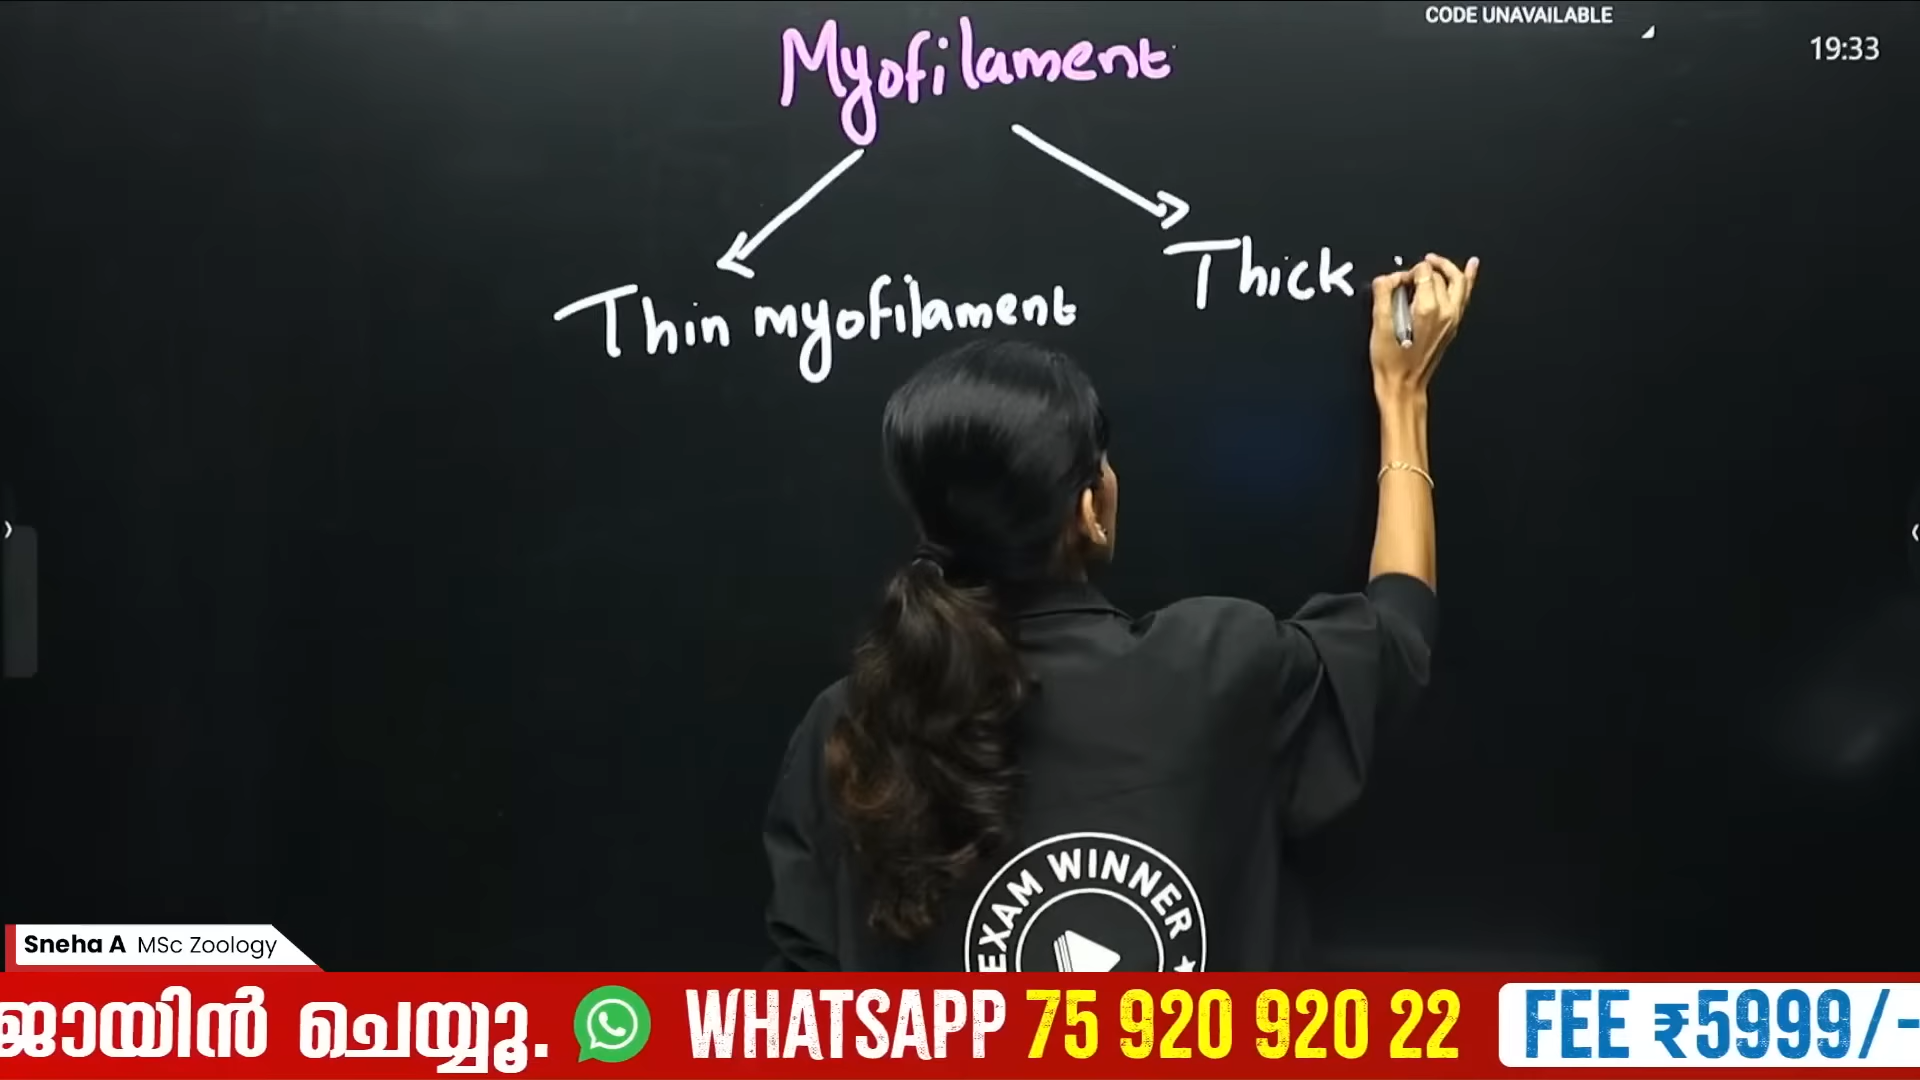 CODE UNAVAILABLE
19:33
Myofilament
Thin myofilament
Thick
EXAM WINNER
Sneha A MSc Zoology
ജോയിൻ ചെയ്യൂ. WHATSAPP 75 920 920 22 FEE ₹5999/-